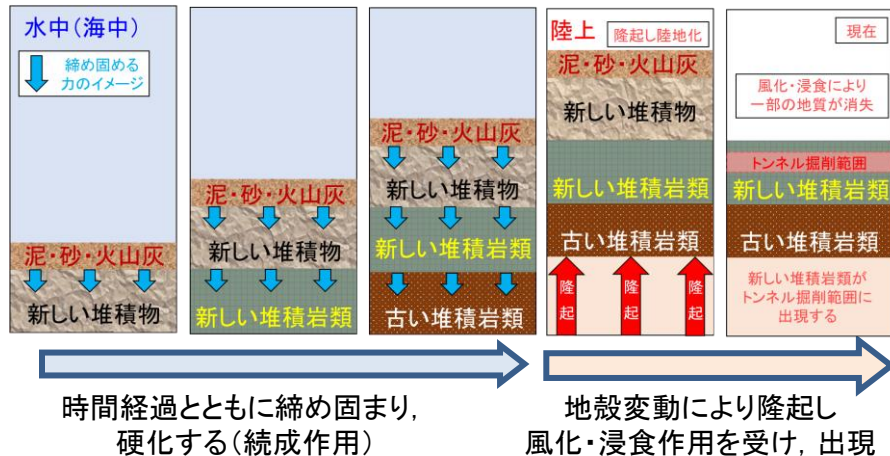 水中(海中)
締め固める
力のイメージ
泥・砂・火山灰
新しい堆積物
泥・砂・火山灰
新しい堆積物
新しい堆積岩類
泥・砂・火山灰
新しい堆積物
新しい堆積岩類
古い堆積岩類
陸上
隆起し陸地化
泥・砂・火山灰
新しい堆積物
新しい堆積岩類
古い堆積岩類
隆起
隆起
隆起
現在
風化・浸食により
一部の地質が消失
トンネル掘削範囲
新しい堆積岩類
古い堆積岩類
新しい堆積岩類が
トンネル掘削範囲に
出現する
時間経過とともに締め固まり,
硬化する(続成作用)
地殻変動により隆起し
風化・浸食作用を受け, 出現